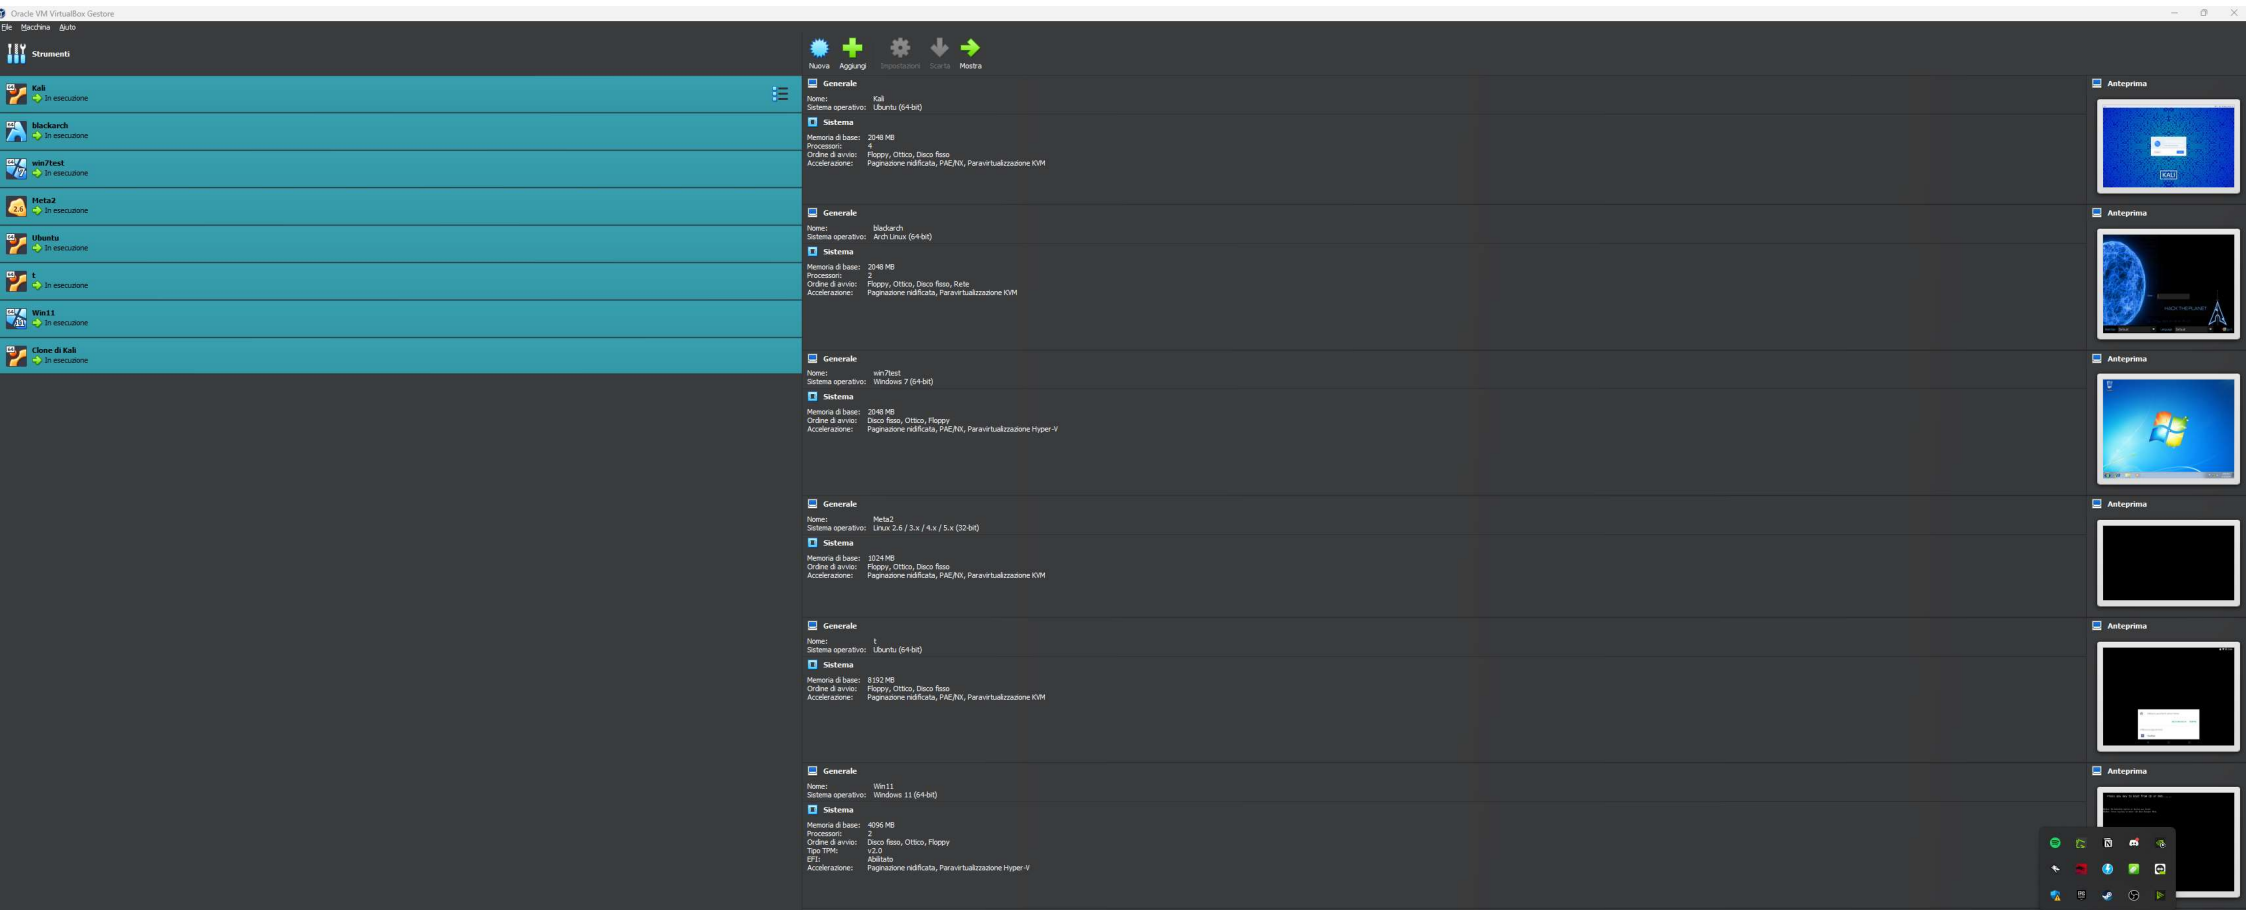 Oracle VM VirtualBox Gestore
File Macchina Aiuto
Strumenti
Kali
In esecuzione
blackarch
In esecuzione
win7test
In esecuzione
Meta2
In esecuzione
Ubuntu
In esecuzione
t
In esecuzione
Win11
In esecuzione
Clone di Kali
In esecuzione
Nuova Aggiungi Impostazioni Scarta Mostra
Generale
Nome: Kali
Sistema operativo: Ubuntu (64-bit)
Sistema
Memoria di base: 2048 MB
Processori: 4
Ordine di avvio: Floppy, Ottico, Disco fisso
Accelerazione: Paginazione nidificata, PAE/NX, Paravirtualizzazione KVM
Anteprima
KALI
Generale
Nome: blackarch
Sistema operativo: Arch Linux (64-bit)
Sistema
Memoria di base: 2048 MB
Processori: 2
Ordine di avvio: Floppy, Ottico, Disco fisso, Rete
Accelerazione: Paginazione nidificata, Paravirtualizzazione KVM
Anteprima
HACK THE PLANET
Generale
Nome: win7test
Sistema operativo: Windows 7 (64-bit)
Sistema
Memoria di base: 2048 MB
Ordine di avvio: Disco fisso, Ottico, Floppy
Accelerazione: Paginazione nidificata, PAE/NX, Paravirtualizzazione Hyper-V
Anteprima
Generale
Nome: Meta2
Sistema operativo: Linux 2.6 / 3.x / 4.x / 5.x (32-bit)
Sistema
Memoria di base: 1024 MB
Ordine di avvio: Floppy, Ottico, Disco fisso
Accelerazione: Paginazione nidificata, PAE/NX, Paravirtualizzazione KVM
Anteprima
Generale
Nome: t
Sistema operativo: Ubuntu (64-bit)
Sistema
Memoria di base: 8192 MB
Ordine di avvio: Floppy, Ottico, Disco fisso
Accelerazione: Paginazione nidificata, PAE/NX, Paravirtualizzazione KVM
Anteprima
Generale
Nome: Win11
Sistema operativo: Windows 11 (64-bit)
Sistema
Memoria di base: 4096 MB
Processori: 2
Ordine di avvio: Disco fisso, Ottico, Floppy
Tipo TPM: v2.0
EFI: Abilitato
Accelerazione: Paginazione nidificata, Paravirtualizzazione Hyper-V
Anteprima